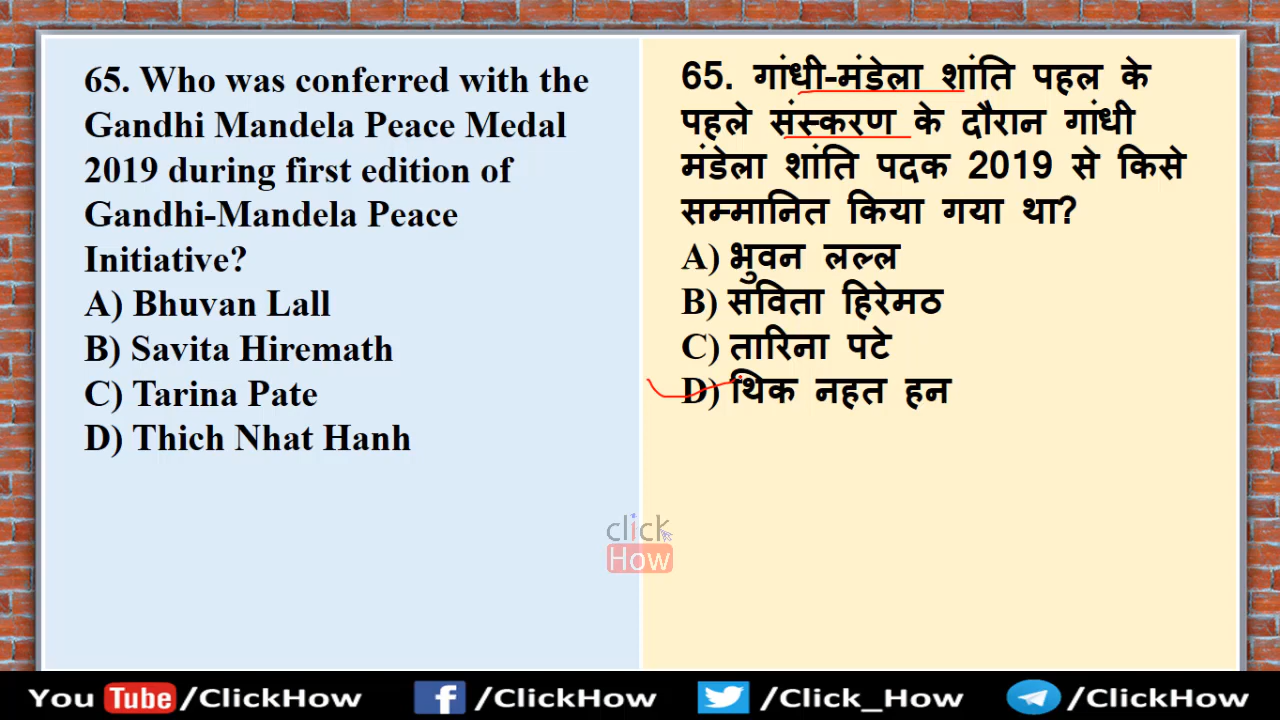 65. Who was conferred with the
Gandhi Mandela Peace Medal
2019 during first edition of
Gandhi-Mandela Peace
Initiative?
A) Bhuvan Lall
B) Savita Hiremath
C) Tarina Pate
D) Thich Nhat Hanh
65. गांधी-मंडेला शांति पहल के
पहले संस्करण के दौरान गांधी
मंडेला शांति पदक 2019 से किसे
सम्मानित किया गया था?
A) भुवन लल्ल
B) सविता हिरेमठ
C) तारिना पटे
D) थिक नहत हन
click
How
You Tube/ClickHow
f /ClickHow
/Click_How
/ClickHow